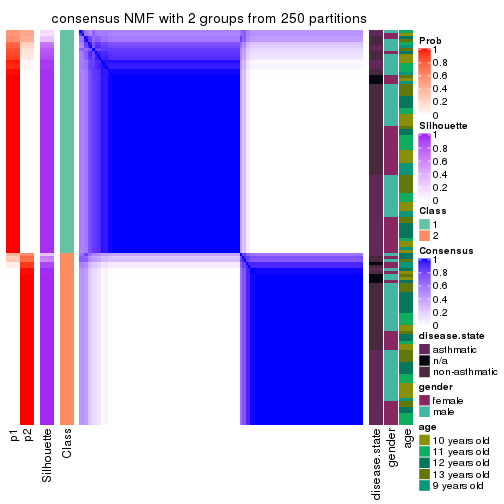 consensus NMF with 2 groups from 250 partitions
Prob
1
0.8
0.6
0.4
0.2
0
Silhouette
1
0.8
0.6
0.4
0.2
0
Class
1
2
Consensus
1
0.8
0.6
0.4
0.2
0
disease.state
asthmatic
n/a
non-asthmatic
gender
female
male
age
10 years old
11 years old
12 years old
13 years old
9 years old
p1
p2
Silhouette
Class
disease.state
gender
age